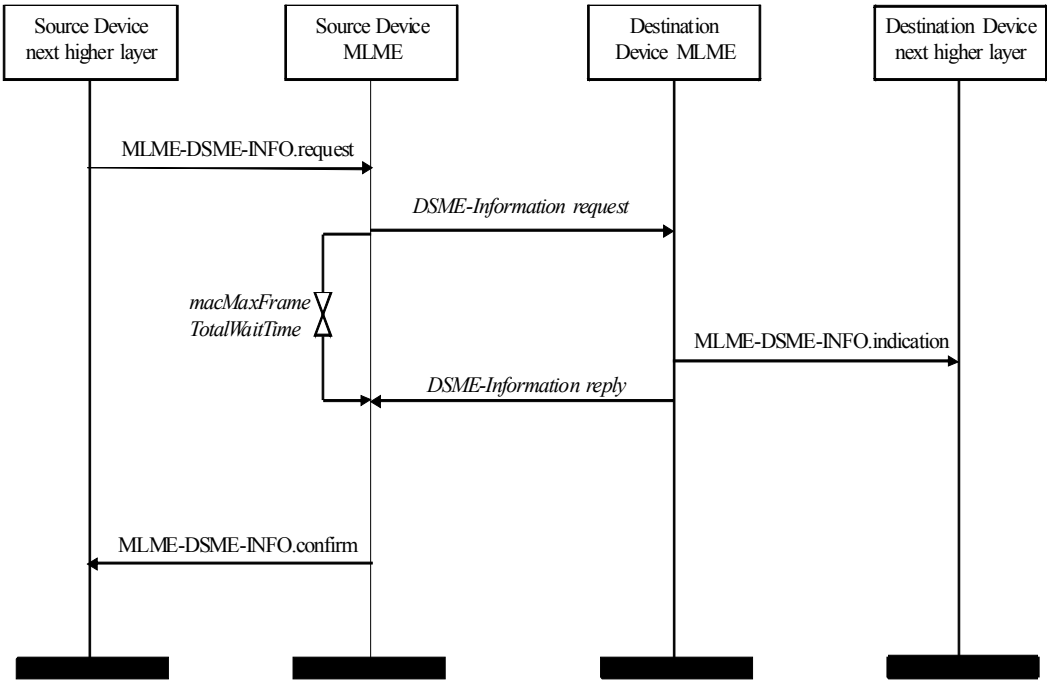 Source Device
next higher layer
Source Device
MLME
Destination
Device MLME
Destination Device
next higher layer
MLME-DSME-INFO.request
DSME-Information request
macMaxFrame
TotalWaitTime
MLME-DSME-INFO.indication
DSME-Information reply
MLME-DSME-INFO.confirm